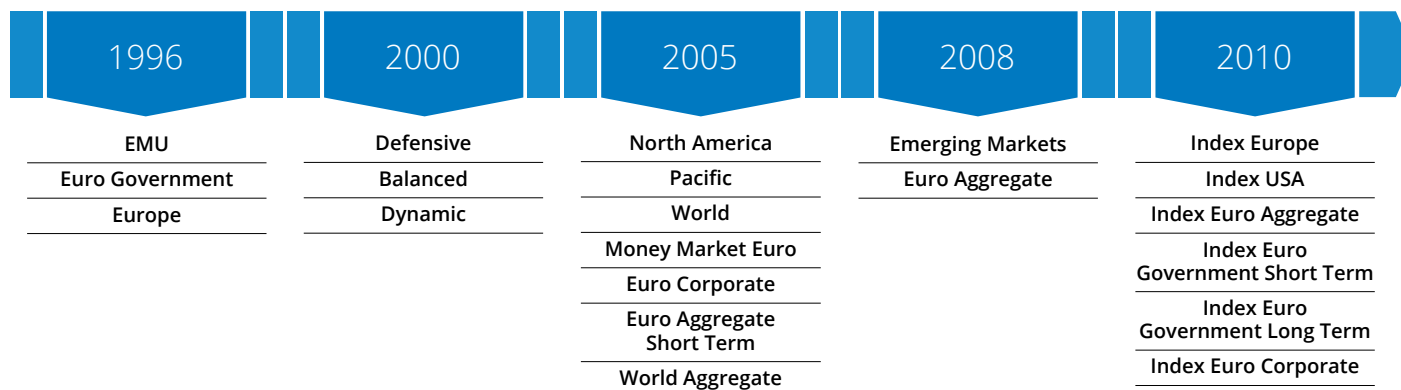 1996
EMU
Euro Government
Europe
2000
Defensive
Balanced
Dynamic
2005
North America
Pacific
World
Money Market Euro
Euro Corporate
Euro Aggregate
Short Term
World Aggregate
2008
Emerging Markets
Euro Aggregate
2010
Index Europe
Index USA
Index Euro Aggregate
Index Euro
Government Short Term
Index Euro
Government Long Term
Index Euro Corporate